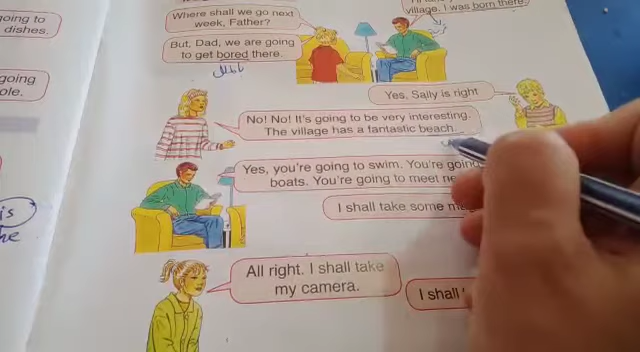 going to
dishes.
Where shall we go next
week, Father?
village. I was born there.
But, Dad, we are going
to get bored there.
going
Yes, Sally is right
No! No! It's going to be very interesting.
The village has a fantastic beach
Yes, you're going to swim. You're going
boats. You're going to meet
is
I shall take some
All right. I shall take
my camera.
I shall